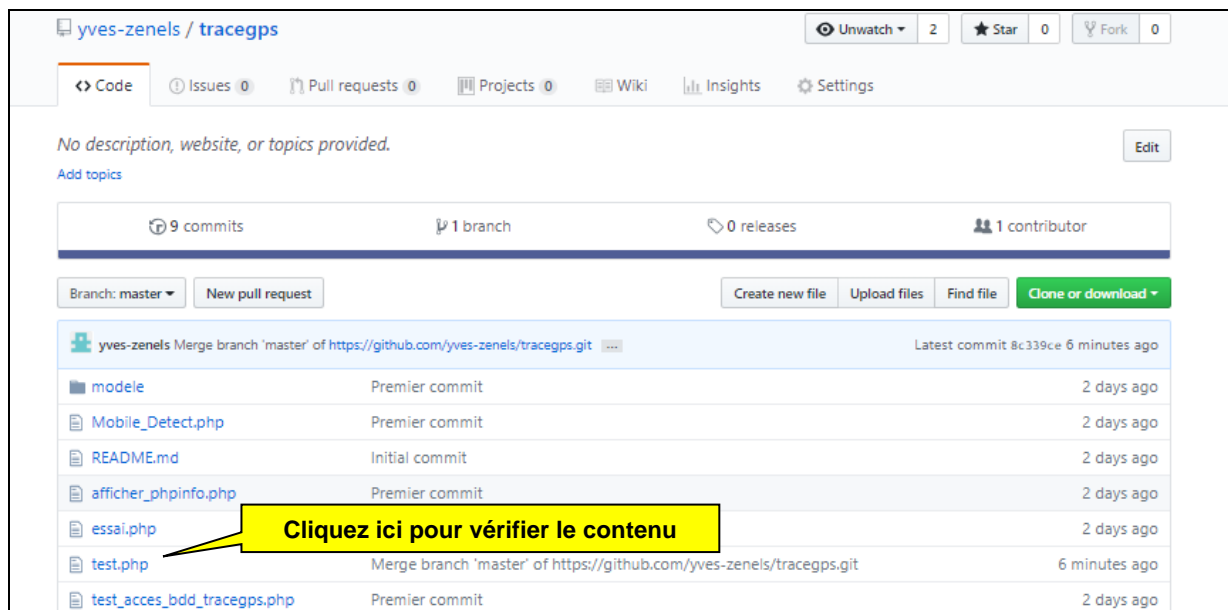 yves-zenels / tracegps Unwatch 2 Star 0 Fork 0
Code Issues 0 Pull requests 0 Projects 0 Wiki Insights Settings
No description, website, or topics provided. Edit
Add topics
9 commits 1 branch 0 releases 1 contributor
Branch: master New pull request Create new file Upload files Find file Clone or download
yves-zenels Merge branch 'master' of https://github.com/yves-zenels/tracegps.git ... Latest commit 8c339ce 6 minutes ago
modele Premier commit 2 days ago
Mobile_Detect.php Premier commit 2 days ago
README.md Initial commit 2 days ago
afficher_phpinfo.php Premier commit 2 days ago
essai.php 2 days ago
Cliquez ici pour vérifier le contenu
test.php Merge branch 'master' of https://github.com/yves-zenels/tracegps.git 6 minutes ago
test_acces_bdd_tracegps.php Premier commit 2 days ago